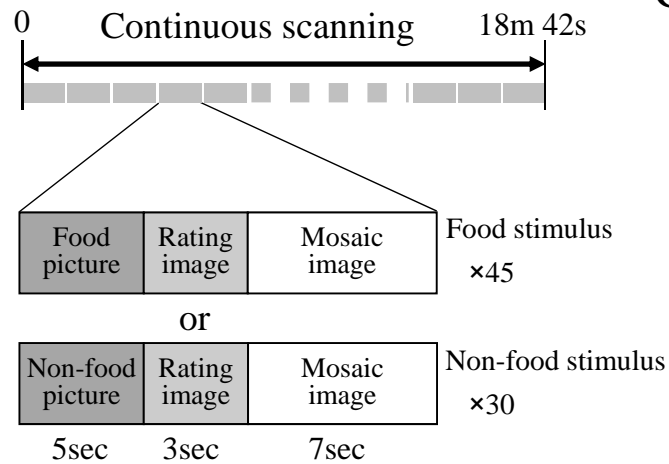 0 Continuous scanning 18m 42s
Food picture Rating image Mosaic image Food stimulus
×45
or
Non-food picture Rating image Mosaic image Non-food stimulus
×30
5sec 3sec 7sec